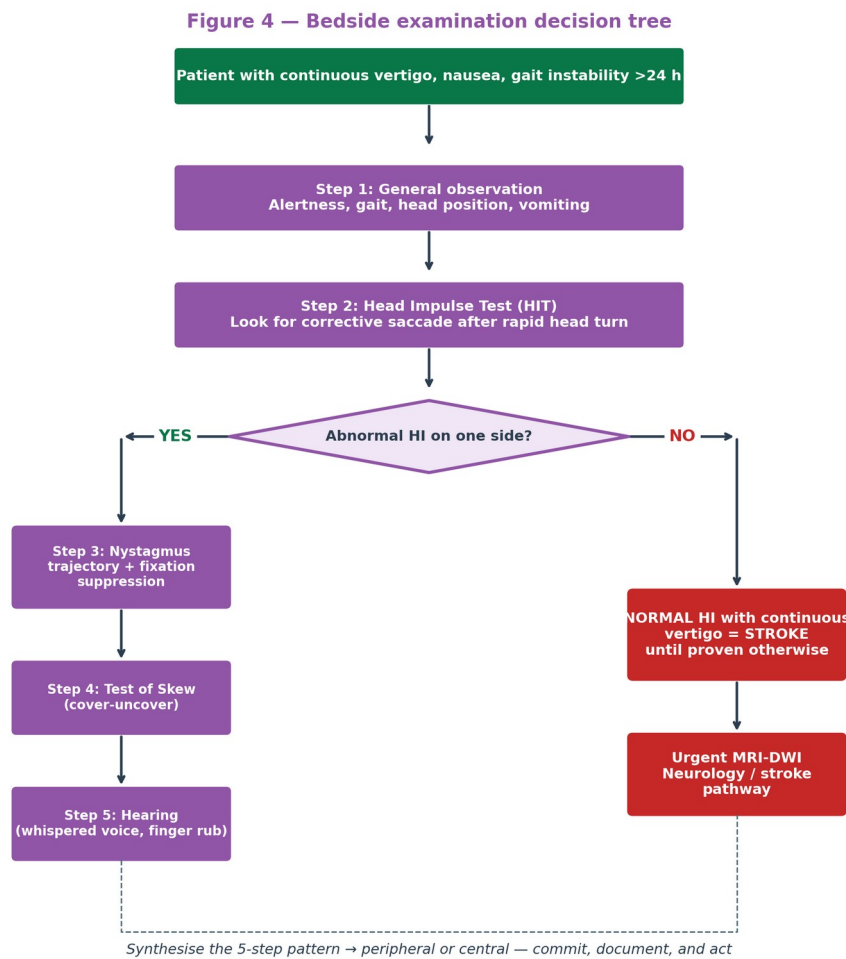 Figure 4 — Bedside examination decision tree
Patient with continuous vertigo, nausea, gait instability >24 h
Step 1: General observation
Alertness, gait, head position, vomiting
Step 2: Head Impulse Test (HIT)
Look for corrective saccade after rapid head turn
Abnormal HI on one side?
YES
NO
Step 3: Nystagmus
trajectory + fixation
suppression
Step 4: Test of Skew
(cover-uncover)
Step 5: Hearing
(whispered voice, finger rub)
NORMAL HI with continuous
vertigo = STROKE
until proven otherwise
Urgent MRI-DWI
Neurology / stroke
pathway
Synthesise the 5-step pattern → peripheral or central — commit, document, and act